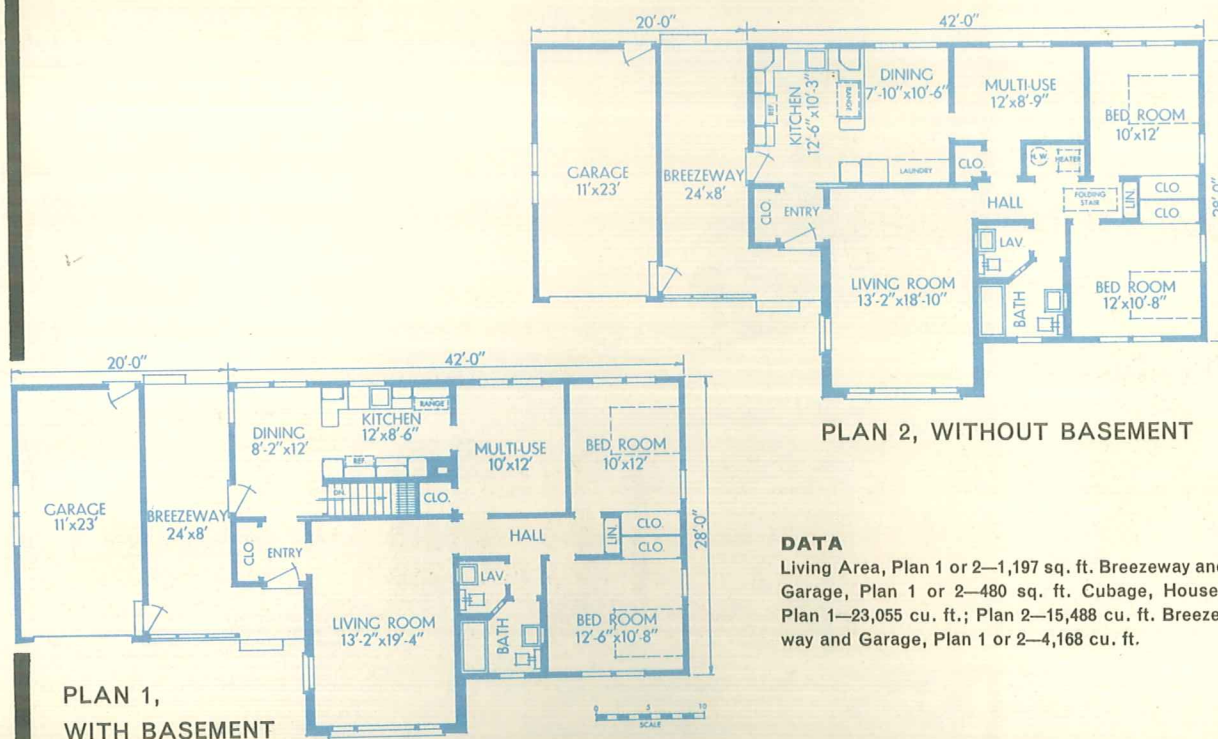 20'-0"
42'-0"
KITCHEN
12'-6"x10'-3"
REF.
RANGE
DINING
7'-10"x10'-6"
MULTI-USE
12'x8'-9"
BED ROOM
10'x12'
GARAGE
11'x23'
BREEZEWAY
24'x8'
LAUNDRY
CLO.
H.W.
HEATER
CLO.
ENTRY
HALL
FOLDING
STAIR
LIN.
CLO.
CLO.
28'-0"
LAV.
LIVING ROOM
13'-2"x18'-10"
BATH
BED ROOM
12'x10'-8"
PLAN 2, WITHOUT BASEMENT
20'-0"
42'-0"
DINING
8'-2"x12'
KITCHEN
12'x8'-6"
RANGE
REF.
MULTI-USE
10'x12'
BED ROOM
10'x12'
GARAGE
11'x23'
BREEZEWAY
24'x8'
DN.
CLO.
CLO.
ENTRY
HALL
LIN.
CLO.
CLO.
28'-0"
LAV.
LIVING ROOM
13'-2"x19'-4"
BATH
BED ROOM
12'-6"x10'-8"
0 5 10
SCALE
PLAN 1,
WITH BASEMENT
DATA
Living Area, Plan 1 or 2—1,197 sq. ft. Breezeway and
Garage, Plan 1 or 2—480 sq. ft. Cubage, House
Plan 1—23,055 cu. ft.; Plan 2—15,488 cu. ft. Breeze
way and Garage, Plan 1 or 2—4,168 cu. ft.